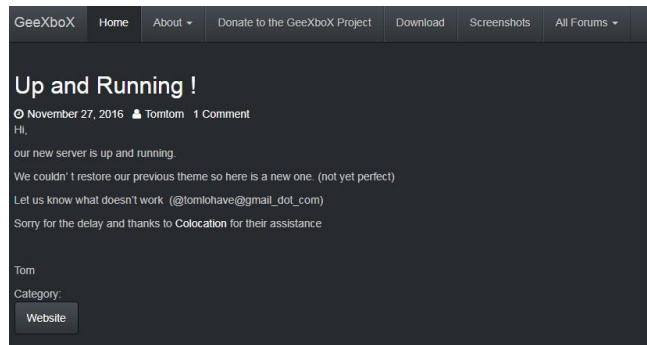 GeeXboX Home About Donate to the GeeXboX Project Download Screenshots All Forums
Up and Running !
November 27, 2016 Tomtom 1 Comment
Hi,
our new server is up and running.
We couldn' t restore our previous theme so here is a new one. (not yet perfect)
Let us know what doesn't work (@tomlohave@gmail_dot_com)
Sorry for the delay and thanks to Colocation for their assistance
Tom
Category:
Website